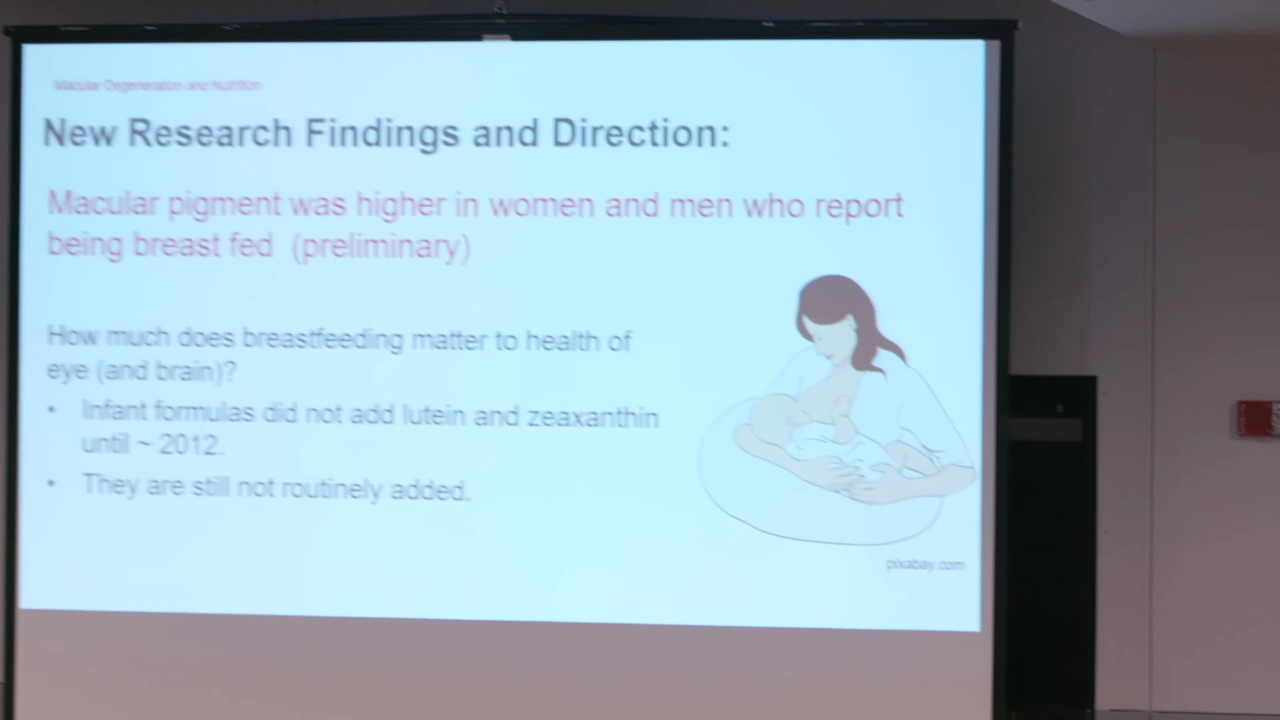 Macular Degeneration and Nutrition
New Research Findings and Direction:
Macular pigment was higher in women and men who report
being breast fed (preliminary)
How much does breastfeeding matter to health of
eye (and brain)?
• Infant formulas did not add lutein and zeaxanthin
until ~ 2012.
• They are still not routinely added.
pixabay.com